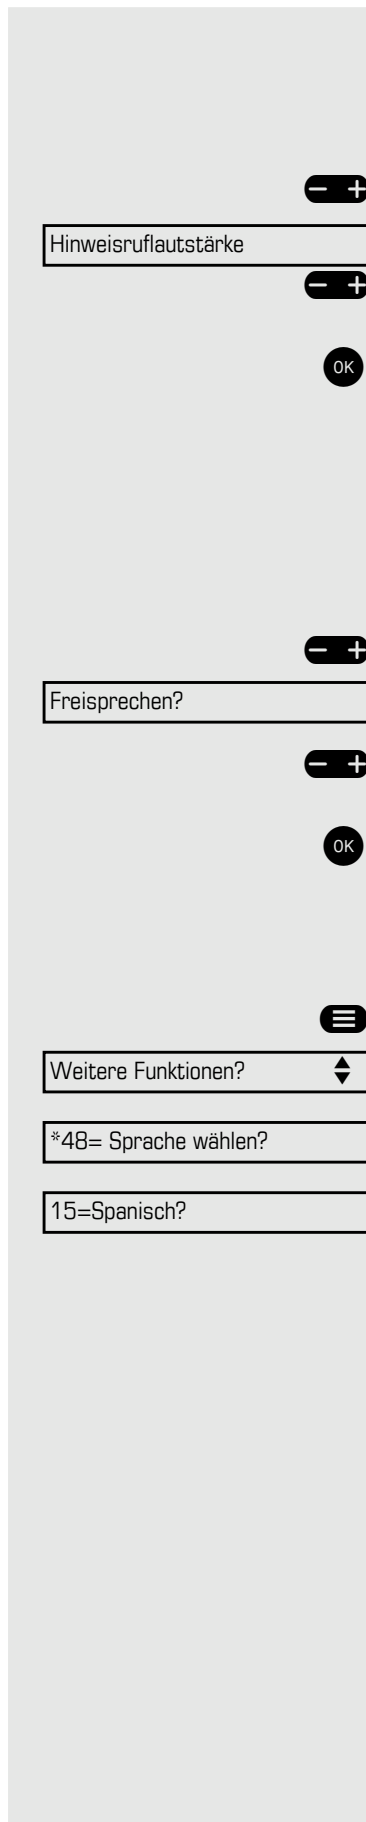 − +
Hinweisruflautstärke
− +
OK
− +
Freisprechen?
− +
OK
Weitere Funktionen?
*48= Sprache wählen?
15=Spanisch?